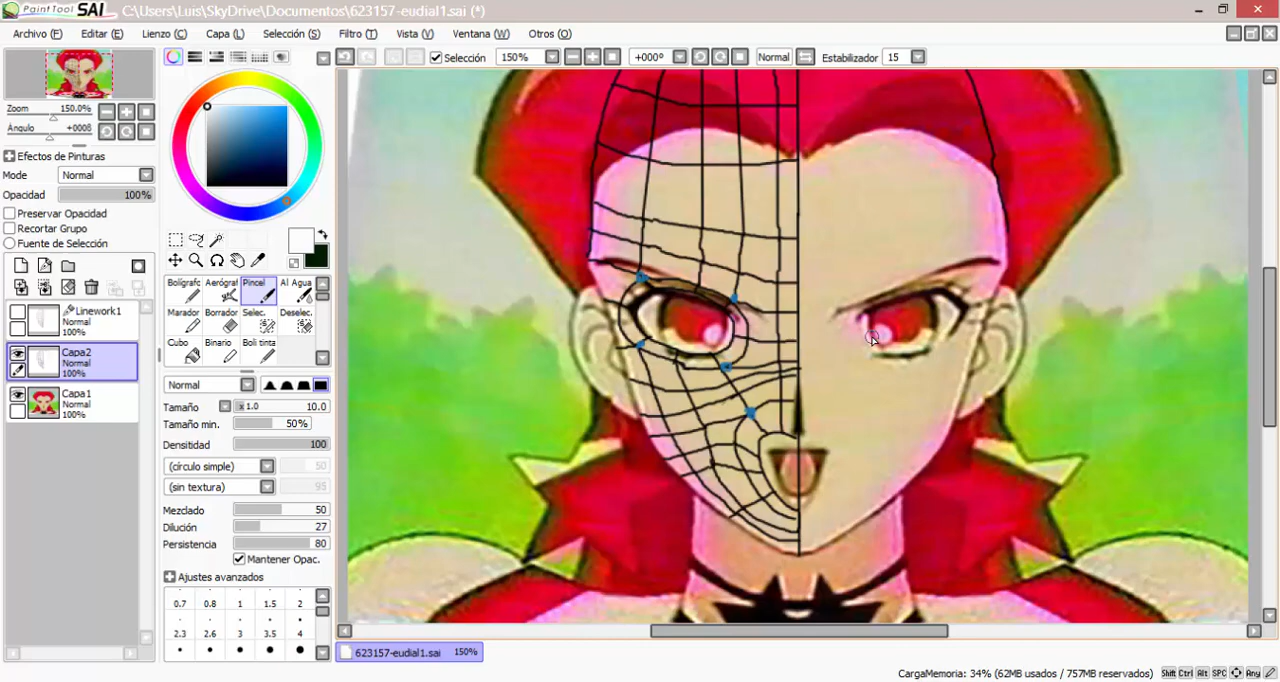 PaintTool SAI C:\Users\Luis\SkyDrive\Documentos\623157-eudial1.sai (*)
Archivo (F) Editar (E) Lienzo (C) Capa (L) Selección (S) Filtro (T) Vista (V) Ventana (W) Otros (O)
Selección 150% +000º Normal Estabilizador 15
Zoom 150.0%
Ángulo +000θ
Efectos de Pinturas
Mode Normal
Opacidad 100%
Preservar Opacidad
Recortar Grupo
Fuente de Selección
Linework1
Normal
100%
Capa2
Normal
100%
Capa1
Normal
100%
Bolígrafc Aerógraf Pincel Al Agua
Marador Borrador Selec. Deselec.
Cubo Binario Boli tinta
Normal
Tamaño x 1.0 10.0
Tamaño min. 50%
Densitidad 100
(círculo simple) 50
(sin textura) 95
Mezclado 50
Dilución 27
Persistencia 80
Mantener Opac.
Ajustes avanzados
0.7 0.8 1 1.5 2
2.3 2.6 3 3.5 4
623157-eudial1.sai 150%
CargaMemoria: 34% (62MB usados / 757MB reservados) Shift Ctrl Alt SPC Any